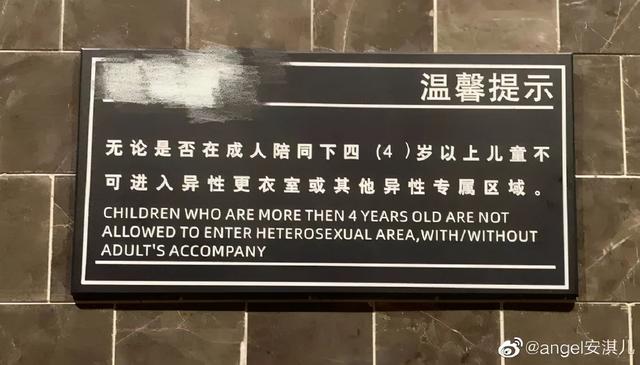 温馨提示
无论是否在成人陪同下四（4）岁以上儿童不
可进入异性更衣室或其他异性专属区域。
CHILDREN WHO ARE MORE THEN 4 YEARS OLD ARE NOT
ALLOWED TO ENTER HETEROSEXUAL AREA,WITH/WITHOUT
ADULT'S ACCOMPANY
@angel安淇儿